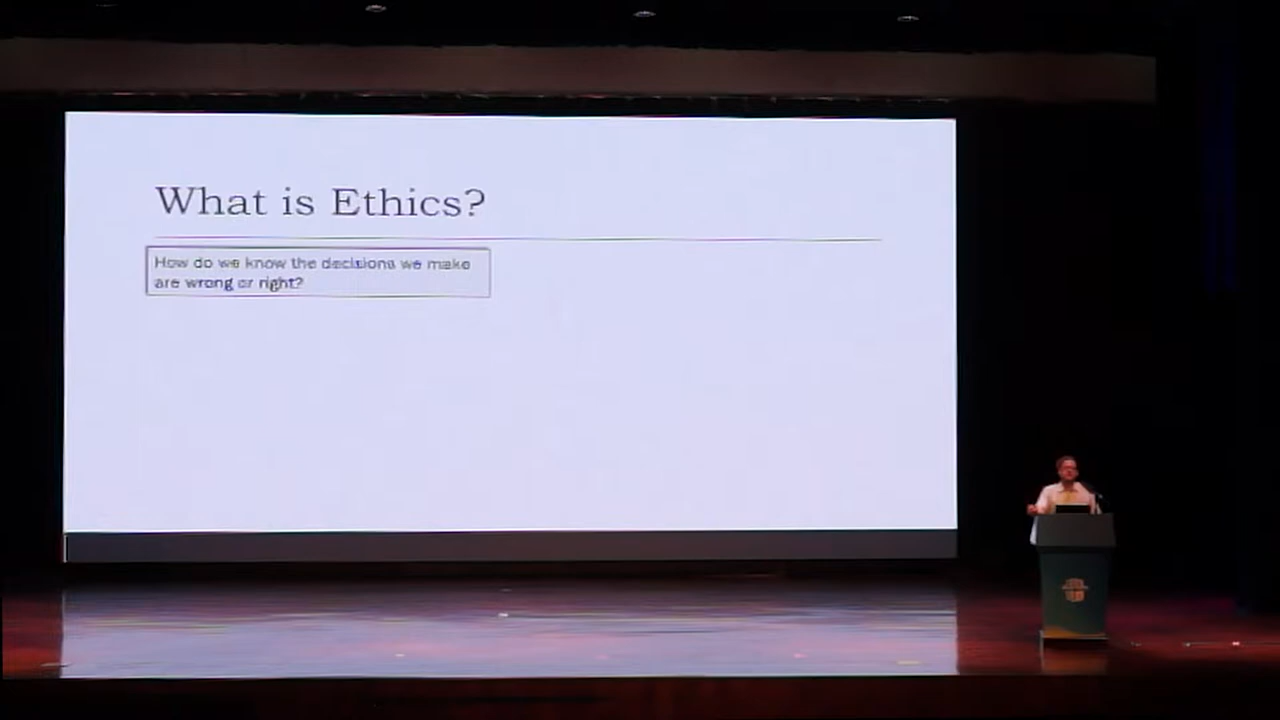 What is Ethics?
How do we know the decisions we make
are wrong or right?